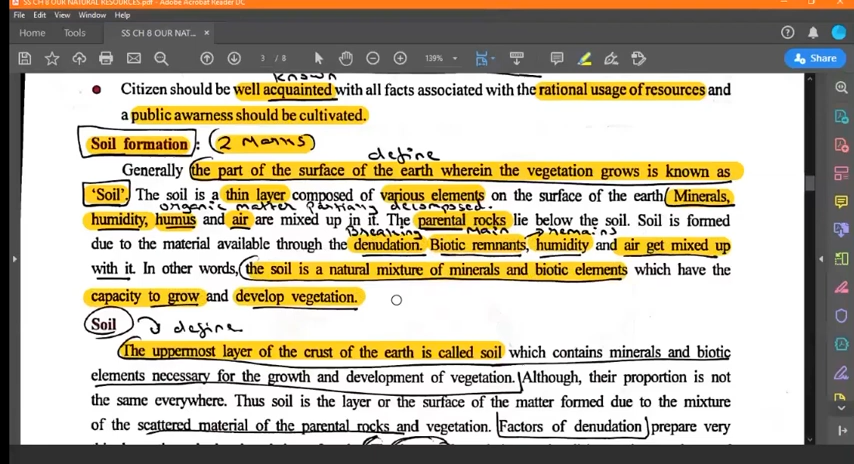 SS CH 8 OUR NATURAL RESOURCES.pdf - Adobe Acrobat Reader DC
File Edit View Sign Window Help
Home Tools SS CH 8 OUR NAT... ×
3 / 8 139% Share
known
• Citizen should be well acquainted with all facts associated with the rational usage of resources and
a public awarness should be cultivated.
Soil formation : (2 Marks)
define
Generally the part of the surface of the earth wherein the vegetation grows is known as
'Soil'. The soil is a thin layer composed of various elements on the surface of the earth Minerals,
organic matter partially decomposed.
humidity, humus and air are mixed up in it. The parental rocks lie below the soil. Soil is formed
Breaking Main remains
due to the material available through the denudation. Biotic remnants, humidity and air get mixed up
with it. In other words, the soil is a natural mixture of minerals and biotic elements which have the
capacity to grow and develop vegetation.
Soil define
The uppermost layer of the crust of the earth is called soil which contains minerals and biotic
elements necessary for the growth and development of vegetation. Although, their proportion is not
the same everywhere. Thus soil is the layer or the surface of the matter formed due to the mixture
of the scattered material of the parental rocks and vegetation. Factors of denudation prepare very